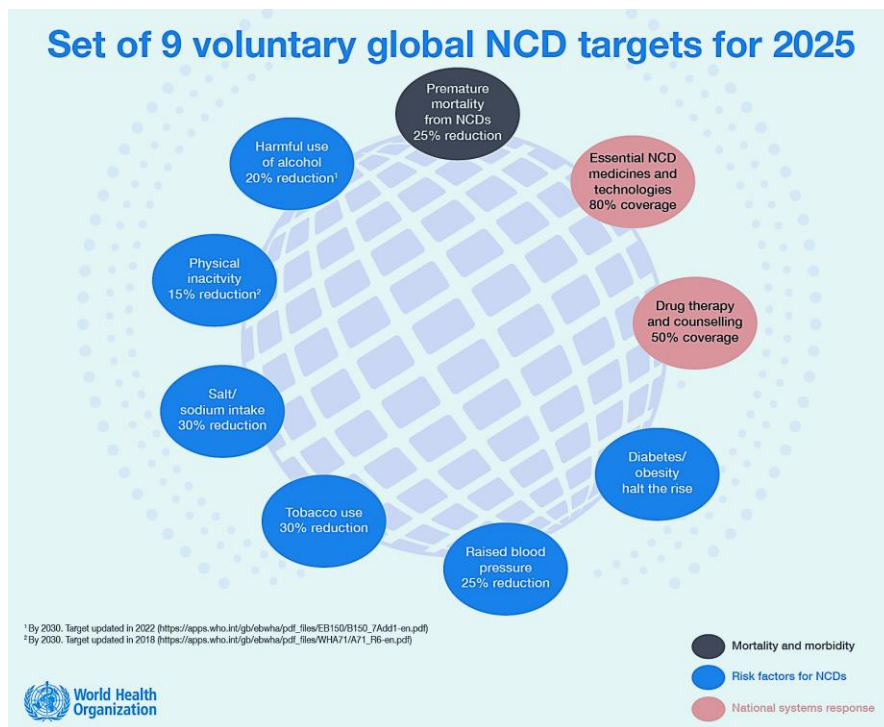 Set of 9 voluntary global NCD targets for 2025
Premature
mortality
from NCDs
25% reduction
Essential NCD
medicines and
technologies
80% coverage
Drug therapy
and counselling
50% coverage
Diabetes/
obesity
halt the rise
Raised blood
pressure
25% reduction
Tobacco use
30% reduction
Salt/
sodium intake
30% reduction
Physical
inacitvity
15% reduction²
Harmful use
of alcohol
20% reduction¹
¹ By 2030. Target updated in 2022 (https://apps.who.int/gb/ebwha/pdf_files/EB150/B150_7Add1-en.pdf)
² By 2030. Target updated in 2018 (https://apps.who.int/gb/ebwha/pdf_files/WHA71/A71_R6-en.pdf)
Mortality and morbidity
Risk factors for NCDs
National systems response
World Health
Organization